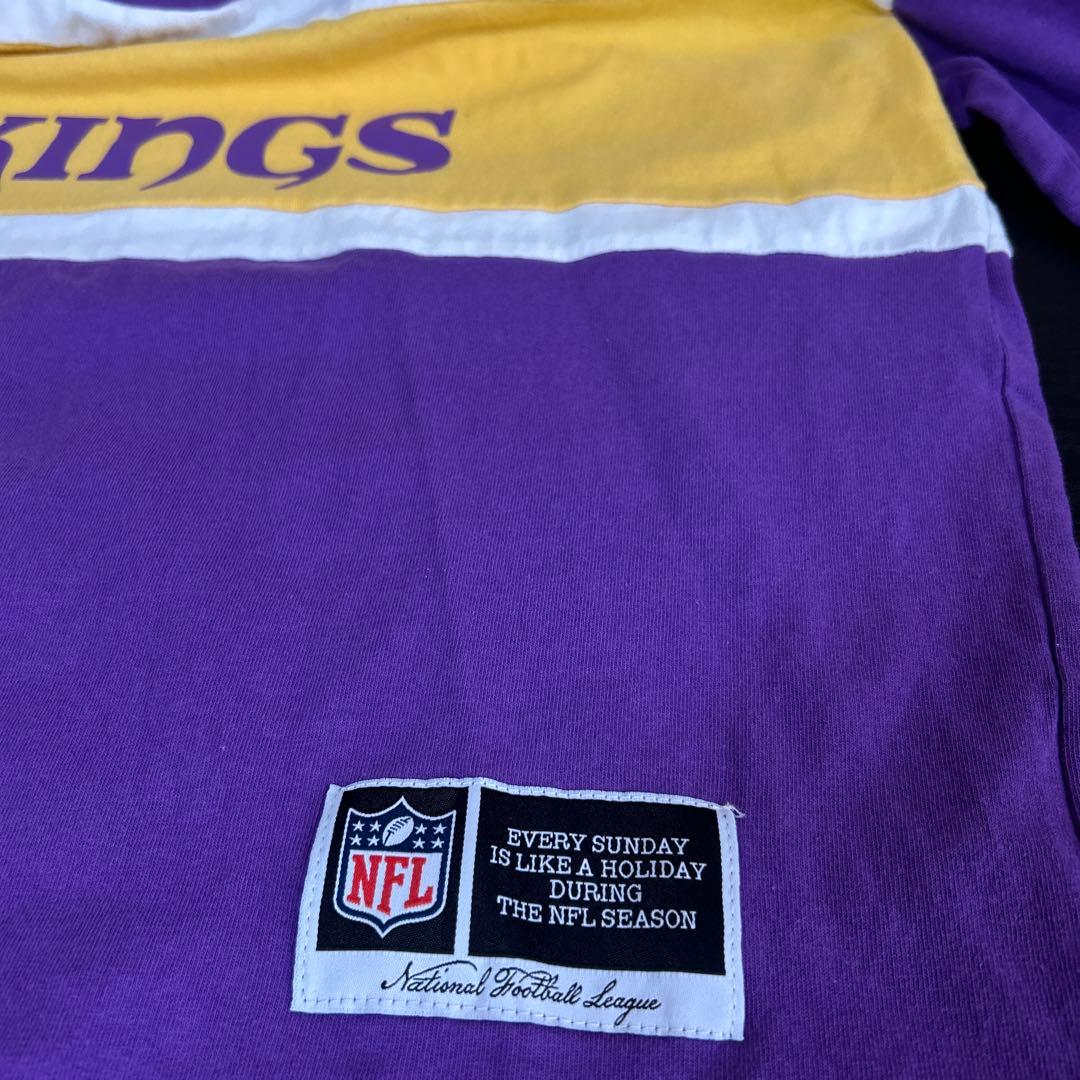 KINGS
NFL
EVERY SUNDAY
IS LIKE A HOLIDAY
DURING
THE NFL SEASON
National Football League